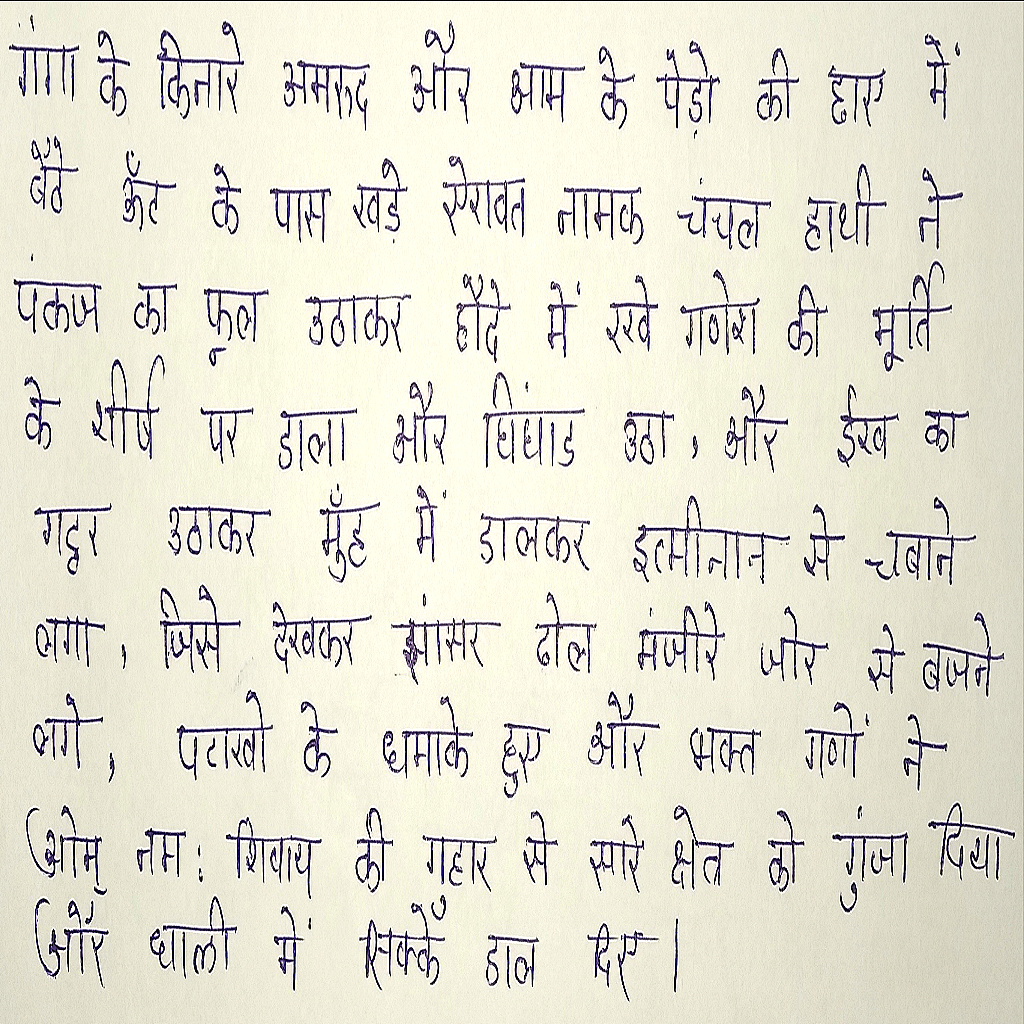 गंगा के किनारे अमरुद और आम के पेड़ो की छाए में
बैठे ऊँट के पास खड़े ऐरावत नामक चंचल हाथी ने
पंकज का फूल उठाकर हौदे में रखे गणेश की मूर्ति
के शीर्ष पर डाला और चिंघाड उठा, और ईख का
गट्ठर उठाकर मुँह में डालकर इत्मीनान से चबाने
लगा, जिसे देखकर झांसर ढोल मंजीरे जोर से बजने
लगे, पटाखो के धमाके हुए और भक्त गणों ने
ओम् नम: शिवाय की गुहार से सारे क्षेत्र को गुंजा दिया
और थाली में सिक्कें डाल दिए।